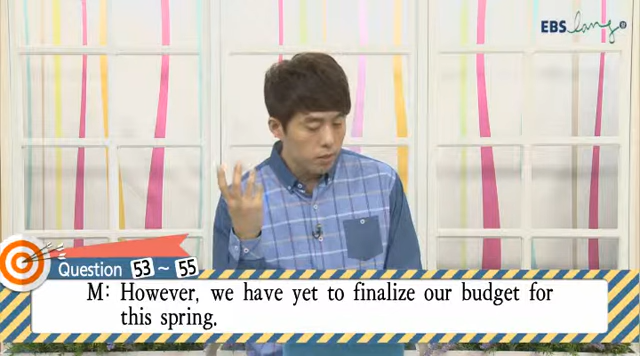 EBS lang
Question 53 ~ 55
M: However, we have yet to finalize our budget for
this spring.